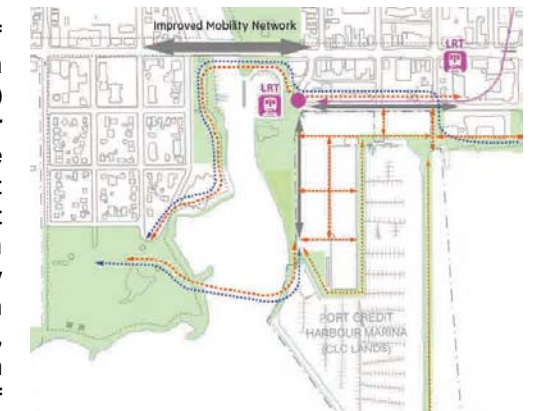 Improved Mobility Network
LRT
LRT
PORT CREDIT
HARBOUR MARINA
(CLC LANDS)